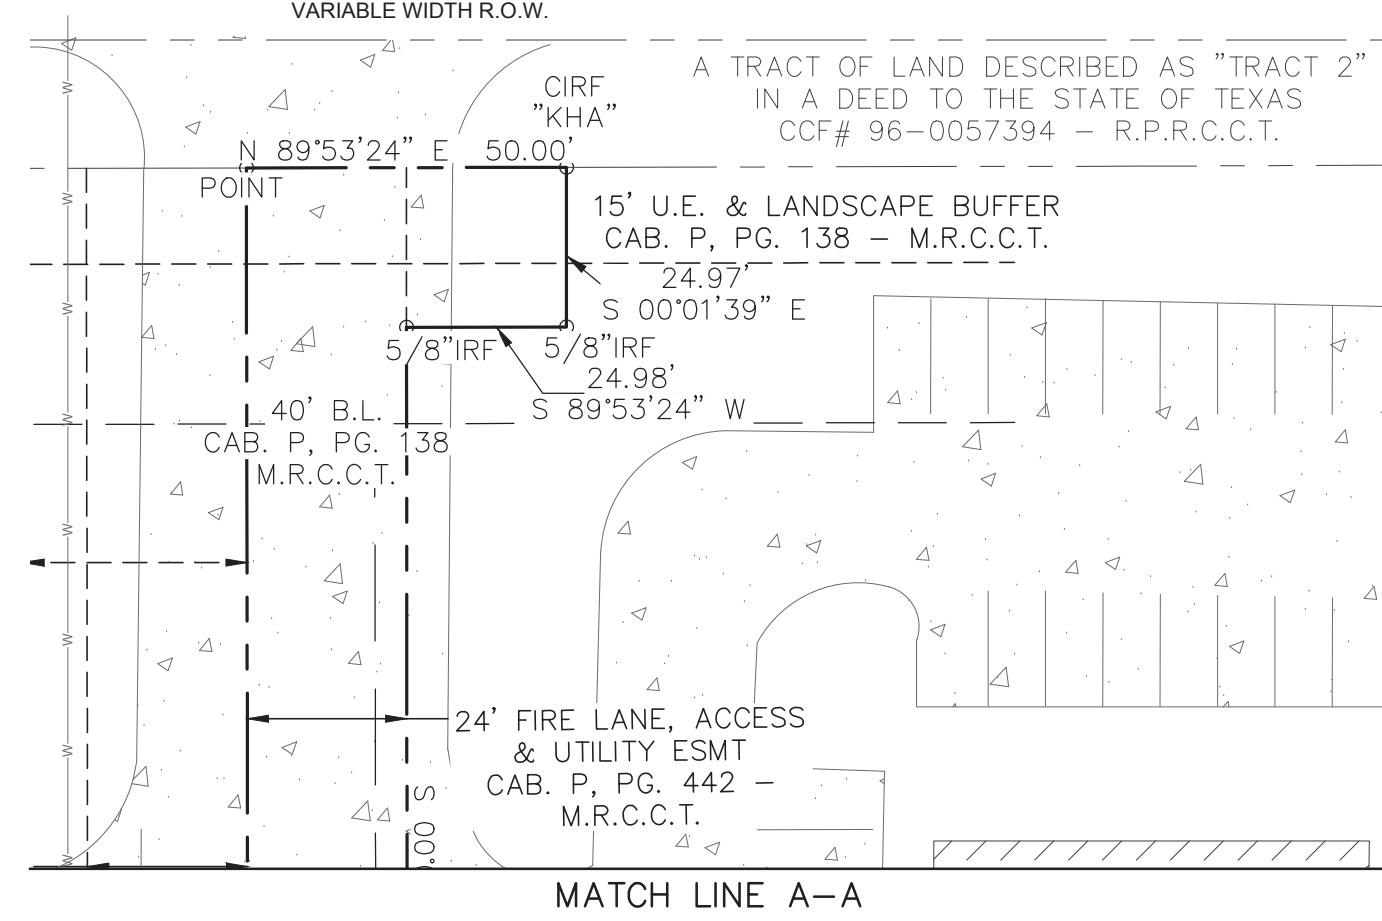 VARIABLE WIDTH R.O.W.
A TRACT OF LAND DESCRIBED AS "TRACT 2"
IN A DEED TO THE STATE OF TEXAS
CCF# 96-0057394 - R.P.R.C.C.T.
CIRF
"KHA"
N 89°53'24" E 50.00'
POINT
15' U.E. & LANDSCAPE BUFFER
CAB. P, PG. 138 - M.R.C.C.T.
24.97'
S 00°01'39" E
5/8"IRF
5/8"IRF
24.98'
S 89°53'24" W
40' B.L.
CAB. P, PG. 138
M.R.C.C.T.
W
W
W
W
W
W
W
W
24' FIRE LANE, ACCESS
& UTILITY ESMT
CAB. P, PG. 442 -
M.R.C.C.T.
.00 S
MATCH LINE A-A